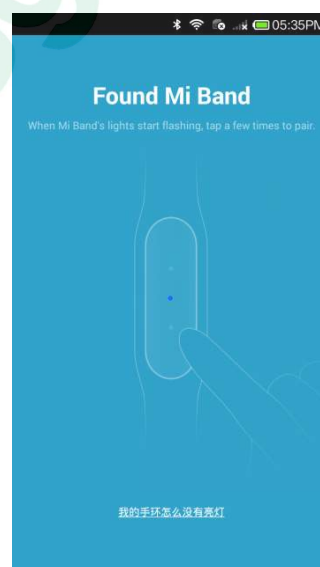 05:35PM
Found Mi Band
When Mi Band's lights start flashing, tap a few times to pair.
我的手环怎么没有亮灯